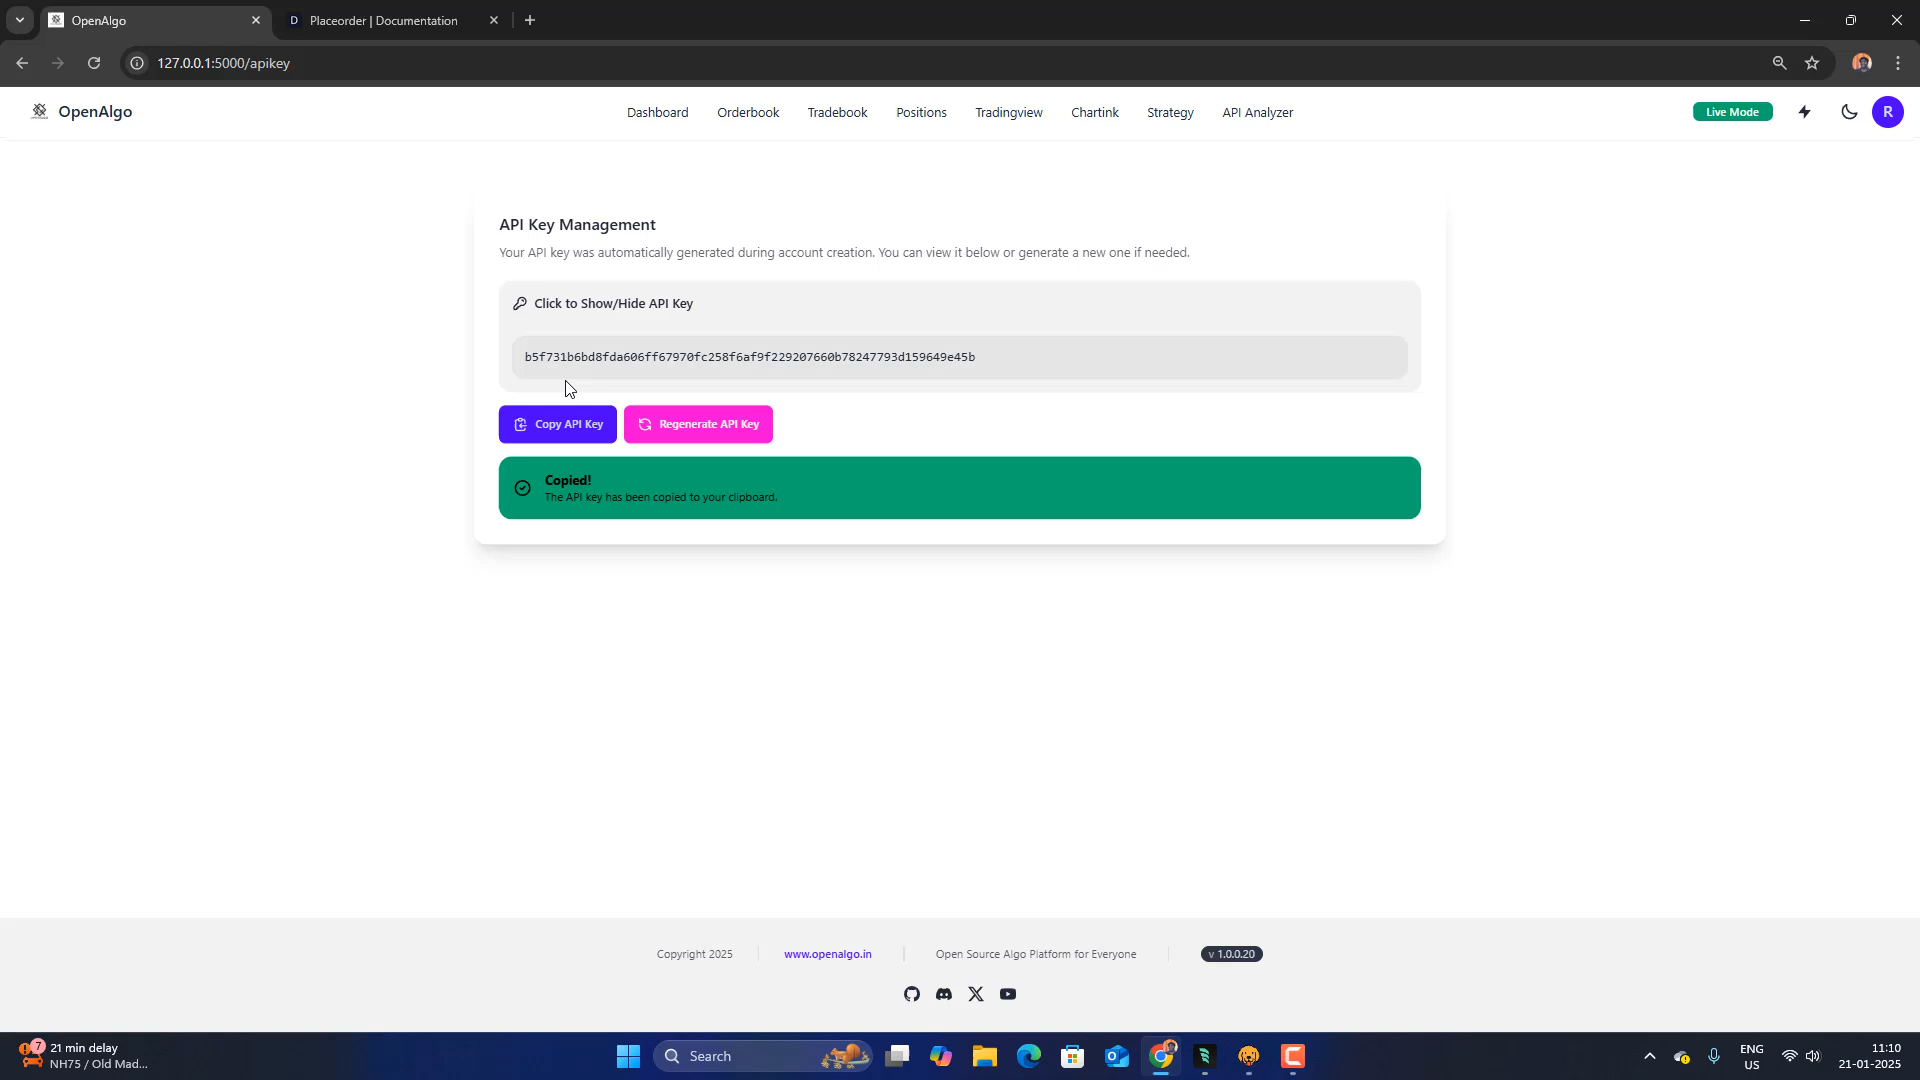 OpenAlgo
D Placeorder | Documentation
127.0.0.1:5000/apikey
OpenAlgo
Dashboard Orderbook Tradebook Positions Tradingview Chartink Strategy API Analyzer
Live Mode
R
API Key Management
Your API key was automatically generated during account creation. You can view it below or generate a new one if needed.
Click to Show/Hide API Key
b5f731b6bd8fda606ff67970fc258f6af9f229207660b78247793d159649e45b
Copy API Key Regenerate API Key
Copied!
The API key has been copied to your clipboard.
Copyright 2025 www.openalgo.in Open Source Algo Platform for Everyone v 1.0.0.20
7 21 min delay
NH75 / Old Mad...
Search
ENG
US
11:10
21-01-2025